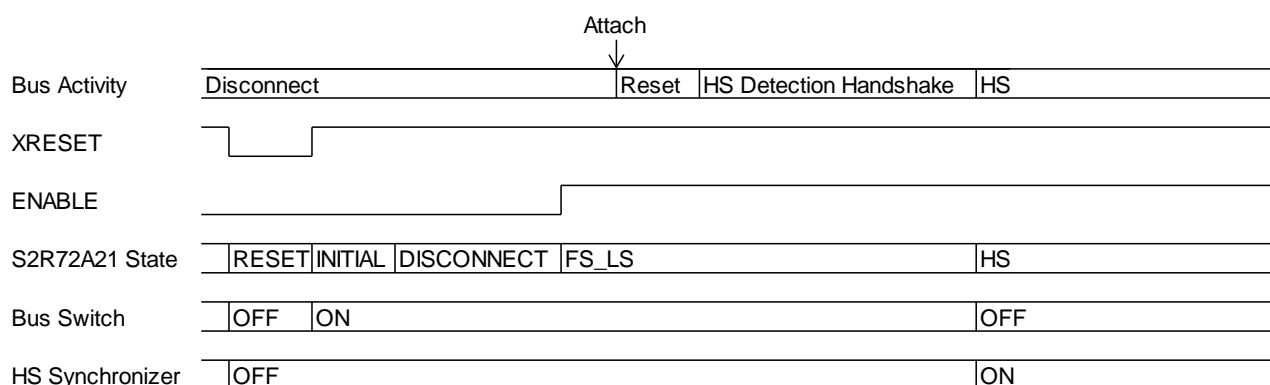 Attach
Bus Activity Disconnect Reset HS Detection Handshake HS
XRESET
ENABLE
S2R72A21 State RESET INITIAL DISCONNECT FS_LS HS
Bus Switch OFF ON OFF
HS Synchronizer OFF ON